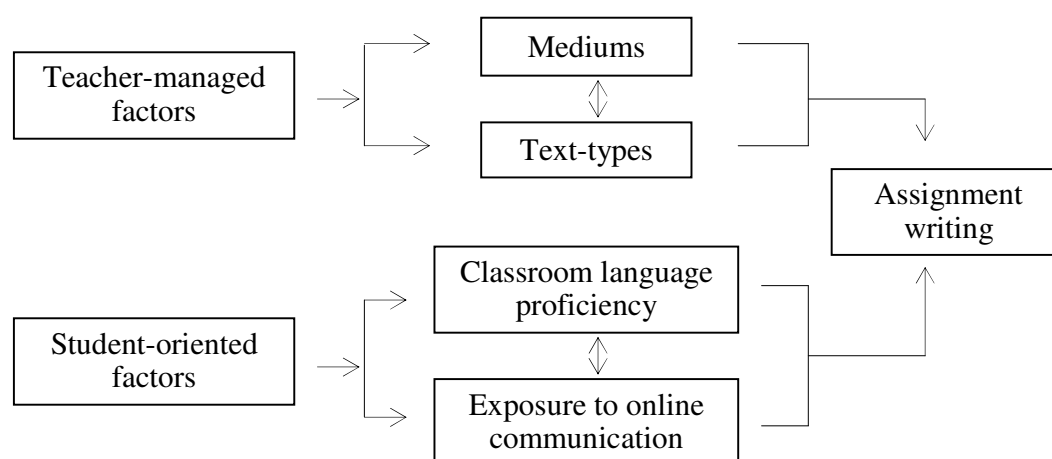 Teacher-managed
factors
Mediums
Text-types
Assignment
writing
Student-oriented
factors
Classroom language
proficiency
Exposure to online
communication